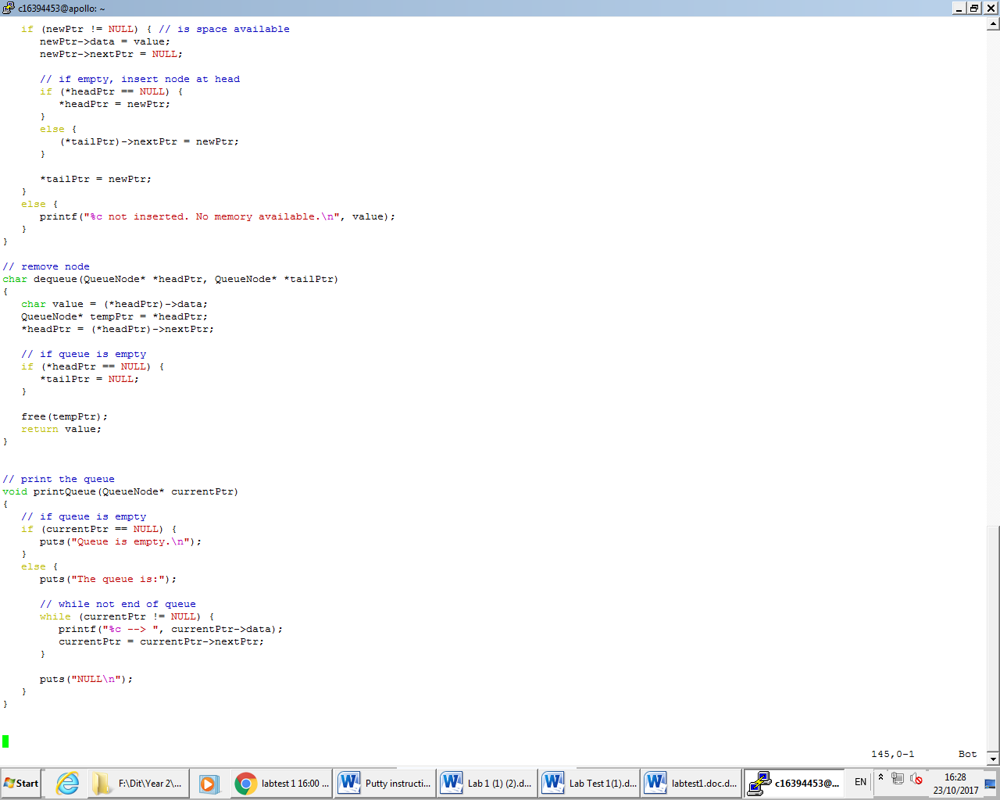 c16394453@apollo: ~
   if (newPtr != NULL) { // is space available
      newPtr->data = value;
      newPtr->nextPtr = NULL;

      // if empty, insert node at head
      if (*headPtr == NULL) {
         *headPtr = newPtr;
      }
      else {
         (*tailPtr)->nextPtr = newPtr;
      }

      *tailPtr = newPtr;
   }
   else {
      printf("%c not inserted. No memory available.\n", value);
   }
}

// remove node
char dequeue(QueueNode* *headPtr, QueueNode* *tailPtr)
{
   char value = (*headPtr)->data;
   QueueNode* tempPtr = *headPtr;
   *headPtr = (*headPtr)->nextPtr;

   // if queue is empty
   if (*headPtr == NULL) {
      *tailPtr = NULL;
   }

   free(tempPtr);
   return value;
}

// print the queue
void printQueue(QueueNode* currentPtr)
{
   // if queue is empty
   if (currentPtr == NULL) {
      puts("Queue is empty.\n");
   }
   else {
      puts("The queue is:");

      // while not end of queue
      while (currentPtr != NULL) {
         printf("%c --> ", currentPtr->data);
         currentPtr = currentPtr->nextPtr;
      }

      puts("NULL\n");
   }
}

145,0-1 Bot
Start F:\Dit\Year 2\... labtest 1 16:00 ... Putty instructi... Lab 1 (1) (2).d... Lab Test 1(1).d... labtest1.doc.d... c16394453@... EN 16:28
23/10/2017